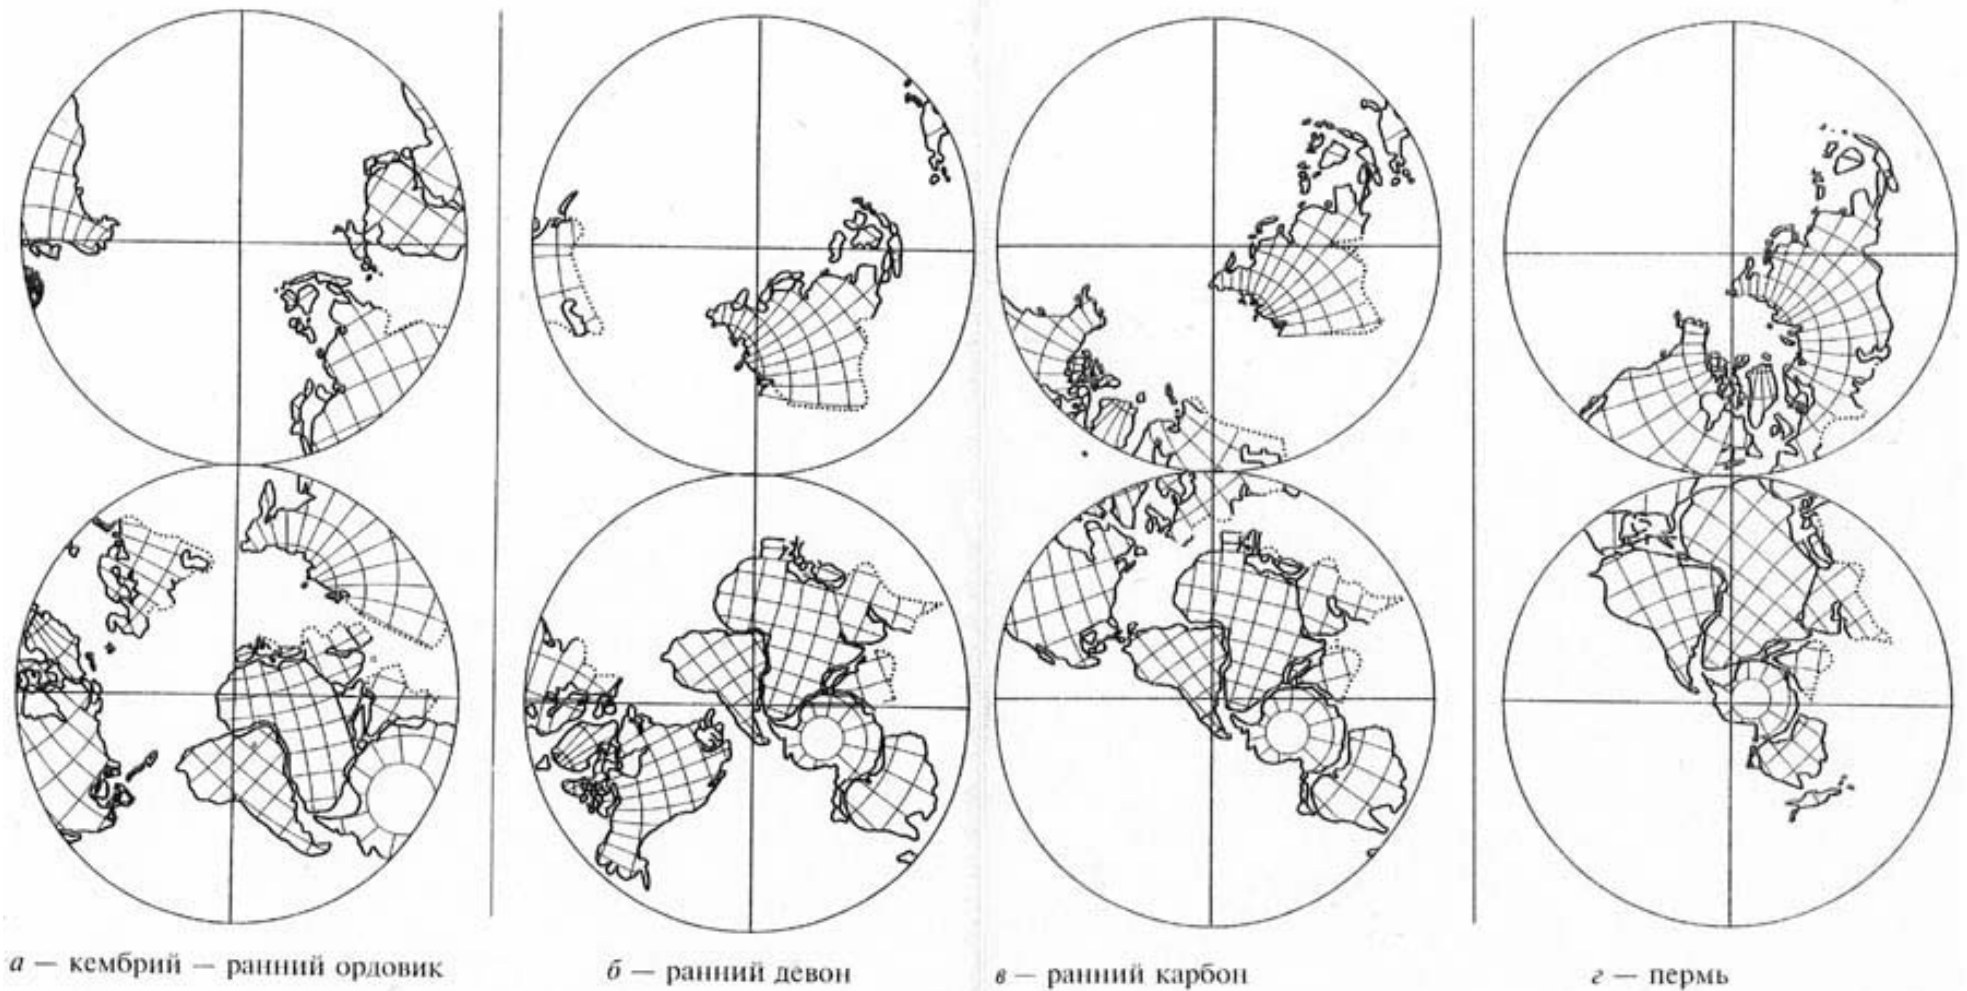 а — кембрий — ранний ордовик
б — ранний девон
в — ранний карбон
г — пермь